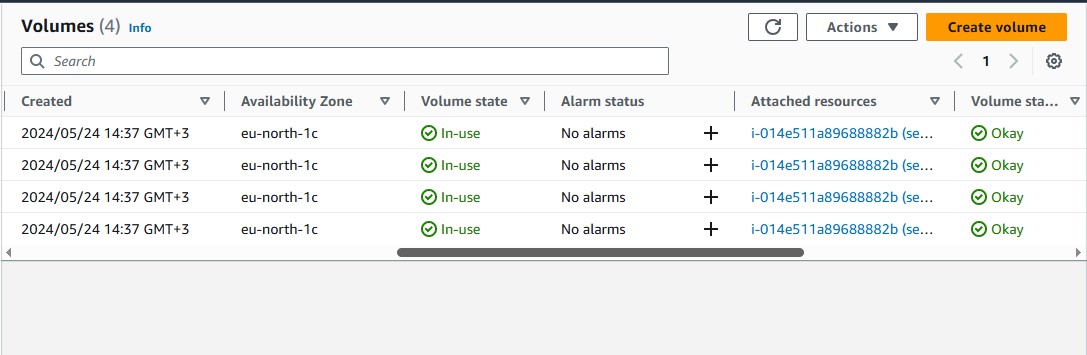 Volumes (4) Info Actions Create volume
Search 1
Created Availability Zone Volume state Alarm status Attached resources Volume sta...
2024/05/24 14:37 GMT+3 eu-north-1c In-use No alarms + i-014e511a89688882b (se... Okay
2024/05/24 14:37 GMT+3 eu-north-1c In-use No alarms + i-014e511a89688882b (se... Okay
2024/05/24 14:37 GMT+3 eu-north-1c In-use No alarms + i-014e511a89688882b (se... Okay
2024/05/24 14:37 GMT+3 eu-north-1c In-use No alarms + i-014e511a89688882b (se... Okay